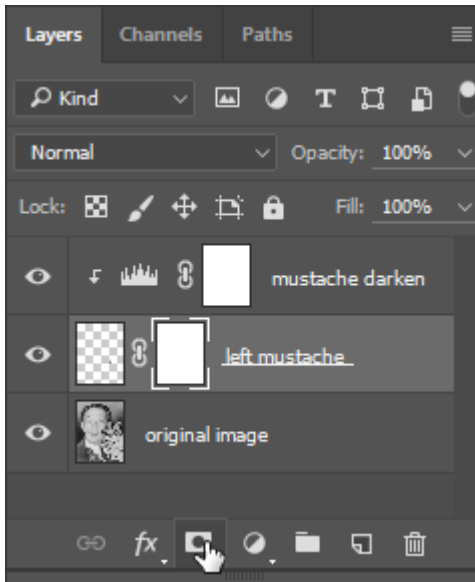 Layers Channels Paths
Kind T
Normal Opacity: 100%
Lock: Fill: 100%
mustache darken
left mustache
original image
fx